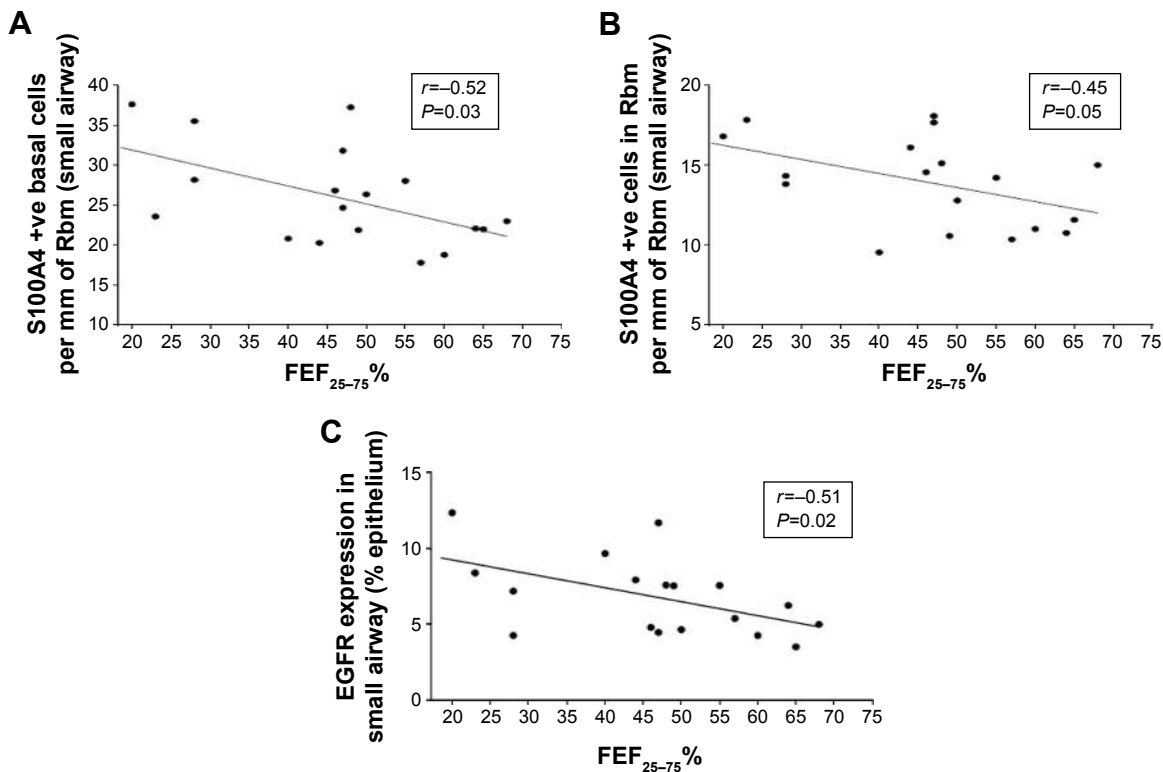 A
S100A4 +ve basal cells
per mm of Rbm (small airway)
40
35
30
25
20
15
10
r=–0.52
P=0.03
20 25 30 35 40 45 50 55 60 65 70 75
FEF25–75%
B
S100A4 +ve cells in Rbm
per mm of Rbm (small airway)
20
15
10
5
r=–0.45
P=0.05
20 25 30 35 40 45 50 55 60 65 70 75
FEF25–75%
C
EGFR expression in
small airway (% epithelium)
15
10
5
0
r=–0.51
P=0.02
20 25 30 35 40 45 50 55 60 65 70 75
FEF25–75%